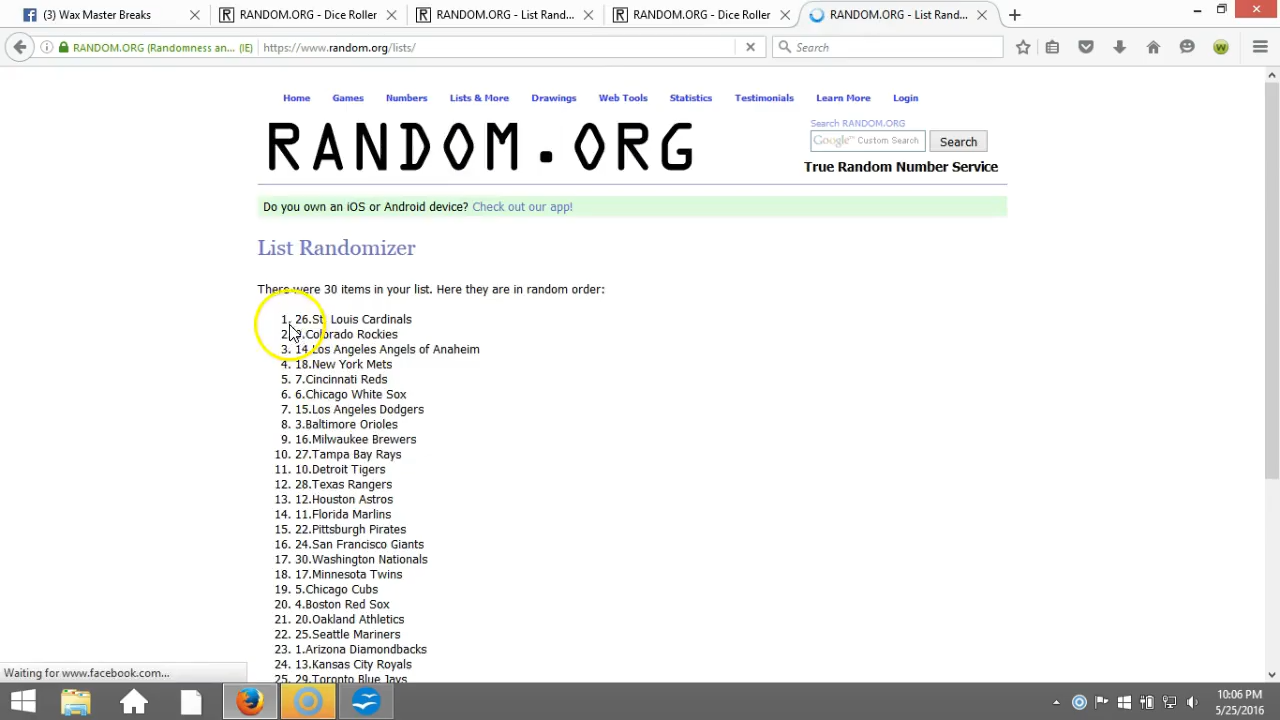 (3) Wax Master Breaks
RANDOM.ORG - Dice Roller
RANDOM.ORG - List Rand...
RANDOM.ORG - Dice Roller
RANDOM.ORG - List Rand...
RANDOM.ORG (Randomness an... (IE)
https://www.random.org/lists/
Search
Home Games Numbers Lists & More Drawings Web Tools Statistics Testimonials Learn More Login
RANDOM.ORG
Search RANDOM.ORG
Google™ Custom Search
Search
True Random Number Service
Do you own an iOS or Android device? Check out our app!
List Randomizer
There were 30 items in your list. Here they are in random order:
1. 26.St. Louis Cardinals
2. 9.Colorado Rockies
3. 14.Los Angeles Angels of Anaheim
4. 18.New York Mets
5. 7.Cincinnati Reds
6. 6.Chicago White Sox
7. 15.Los Angeles Dodgers
8. 3.Baltimore Orioles
9. 16.Milwaukee Brewers
10. 27.Tampa Bay Rays
11. 10.Detroit Tigers
12. 28.Texas Rangers
13. 12.Houston Astros
14. 11.Florida Marlins
15. 22.Pittsburgh Pirates
16. 24.San Francisco Giants
17. 30.Washington Nationals
18. 17.Minnesota Twins
19. 5.Chicago Cubs
20. 4.Boston Red Sox
21. 20.Oakland Athletics
22. 25.Seattle Mariners
23. 1.Arizona Diamondbacks
24. 13.Kansas City Royals
25. 29.Toronto Blue Jays
Waiting for www.facebook.com...
10:06 PM
5/25/2016